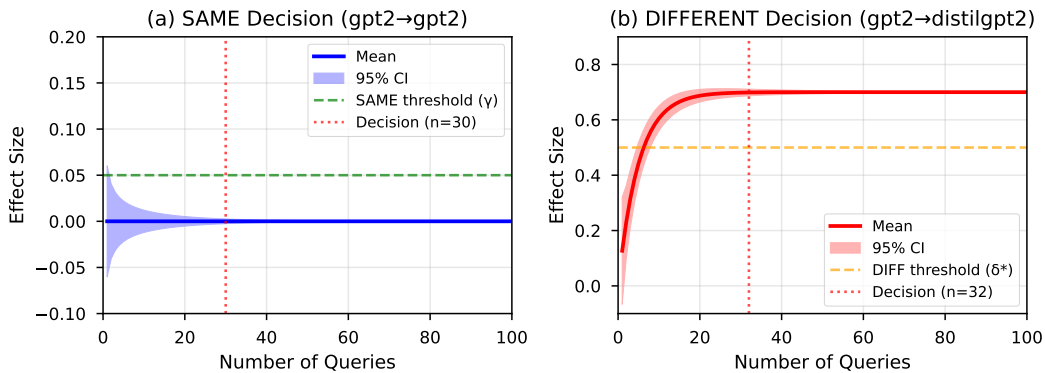 (a) SAME Decision (gpt2→gpt2)
Effect Size
0.20
0.15
0.10
0.05
0.00
−0.05
−0.10
Mean
95% CI
SAME threshold (γ)
Decision (n=30)
0 20 40 60 80 100
Number of Queries
(b) DIFFERENT Decision (gpt2→distilgpt2)
Effect Size
0.8
0.6
0.4
0.2
0.0
Mean
95% CI
DIFF threshold (δ*)
Decision (n=32)
0 20 40 60 80 100
Number of Queries